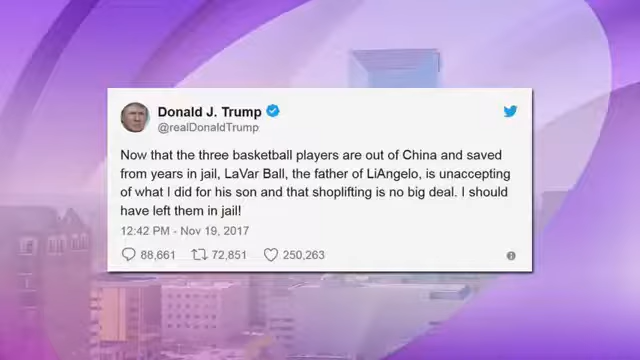 Donald J. Trump
@realDonaldTrump
Now that the three basketball players are out of China and saved
from years in jail, LaVar Ball, the father of LiAngelo, is unaccepting
of what I did for his son and that shoplifting is no big deal. I should
have left them in jail!
12:42 PM - Nov 19, 2017
88,661 72,851 250,263